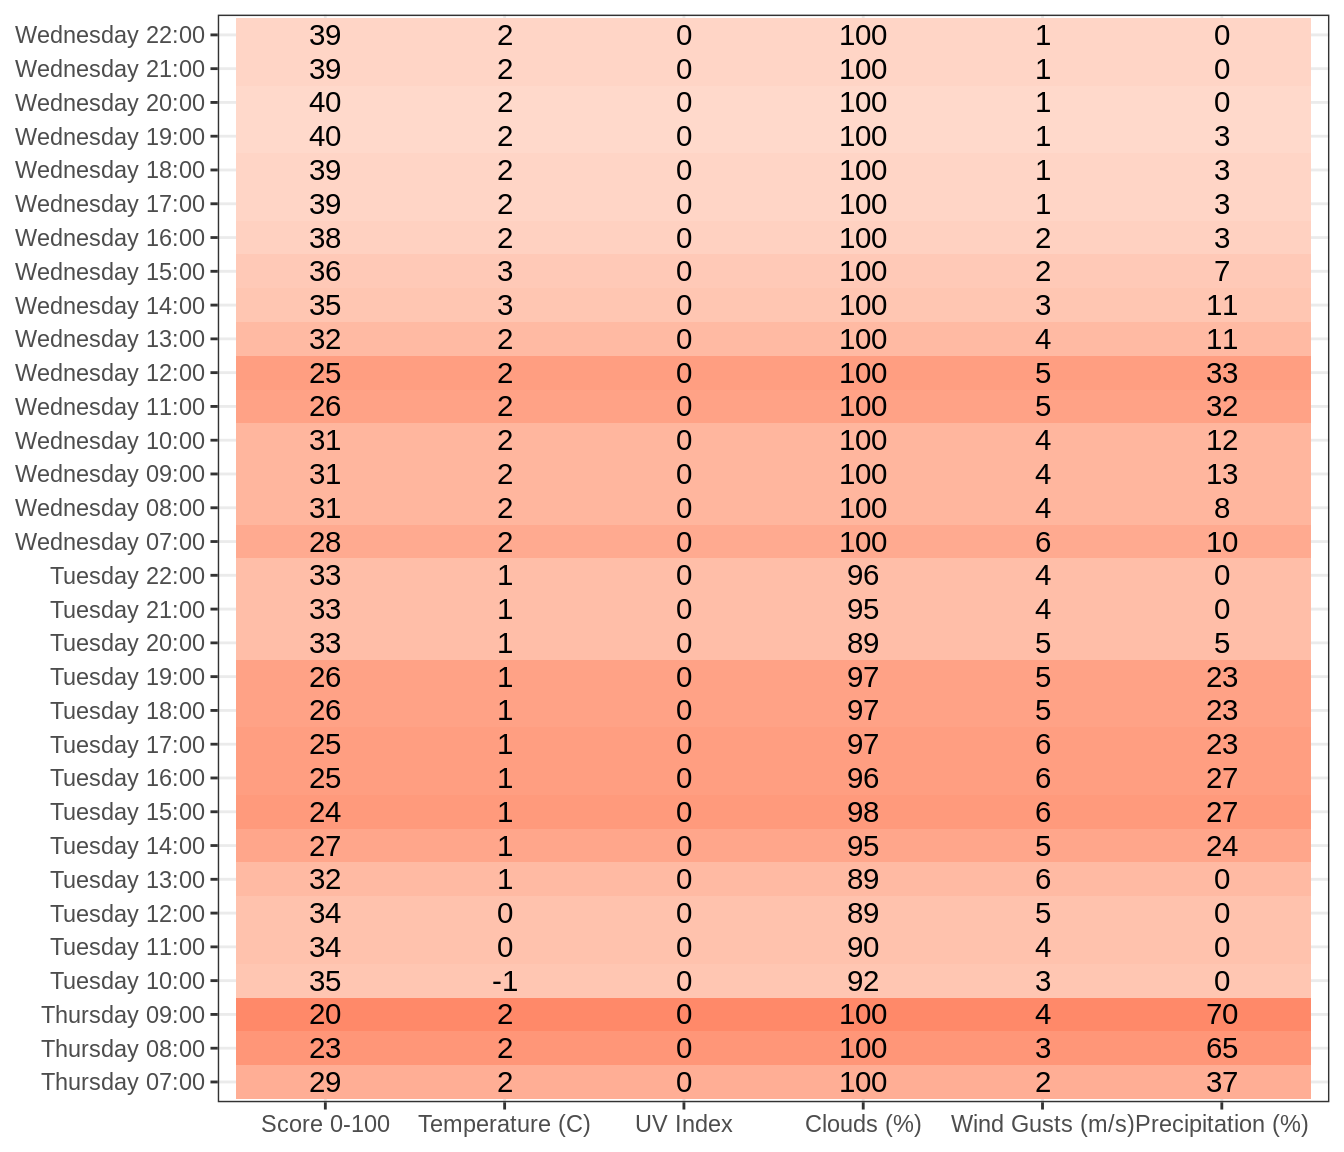 Wednesday 22:00 39 2 0 100 1 0
Wednesday 21:00 39 2 0 100 1 0
Wednesday 20:00 40 2 0 100 1 0
Wednesday 19:00 40 2 0 100 1 3
Wednesday 18:00 39 2 0 100 1 3
Wednesday 17:00 39 2 0 100 1 3
Wednesday 16:00 38 2 0 100 2 3
Wednesday 15:00 36 3 0 100 2 7
Wednesday 14:00 35 3 0 100 3 11
Wednesday 13:00 32 2 0 100 4 11
Wednesday 12:00 25 2 0 100 5 33
Wednesday 11:00 26 2 0 100 5 32
Wednesday 10:00 31 2 0 100 4 12
Wednesday 09:00 31 2 0 100 4 13
Wednesday 08:00 31 2 0 100 4 8
Wednesday 07:00 28 2 0 100 6 10
Tuesday 22:00 33 1 0 96 4 0
Tuesday 21:00 33 1 0 95 4 0
Tuesday 20:00 33 1 0 89 5 5
Tuesday 19:00 26 1 0 97 5 23
Tuesday 18:00 26 1 0 97 5 23
Tuesday 17:00 25 1 0 97 6 23
Tuesday 16:00 25 1 0 96 6 27
Tuesday 15:00 24 1 0 98 6 27
Tuesday 14:00 27 1 0 95 5 24
Tuesday 13:00 32 1 0 89 6 0
Tuesday 12:00 34 0 0 89 5 0
Tuesday 11:00 34 0 0 90 4 0
Tuesday 10:00 35 -1 0 92 3 0
Thursday 09:00 20 2 0 100 4 70
Thursday 08:00 23 2 0 100 3 65
Thursday 07:00 29 2 0 100 2 37
Score 0-100 Temperature (C) UV Index Clouds (%) Wind Gusts (m/s) Precipitation (%)